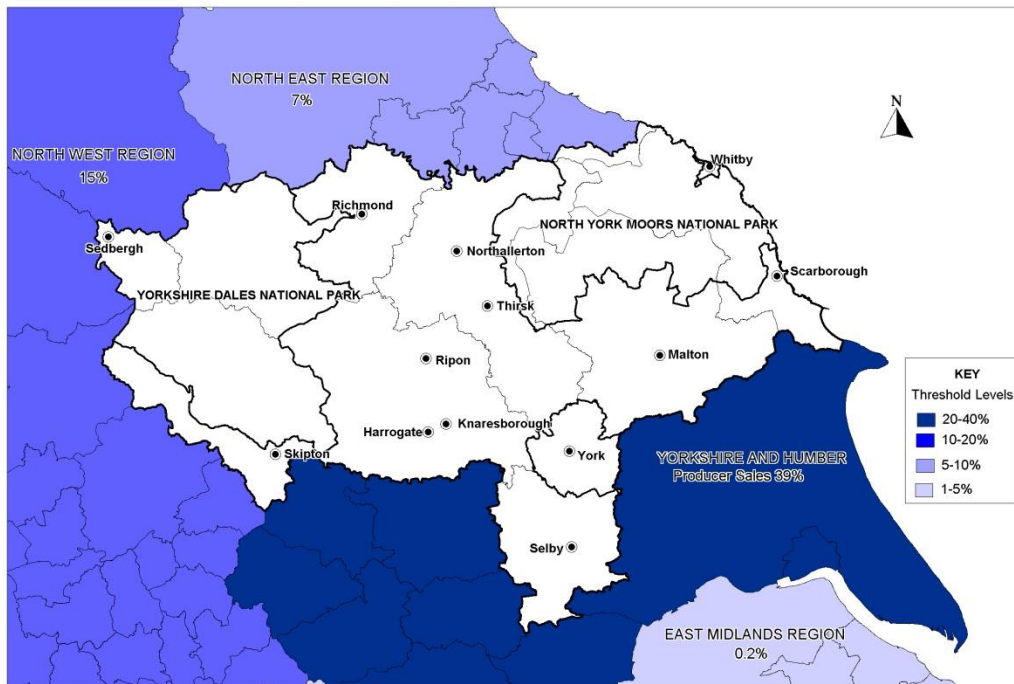 NORTH EAST REGION
7%
N
NORTH WEST REGION
15%
Whitby
Richmond
NORTH YORK MOORS NATIONAL PARK
Sedbergh
Northallerton
Scarborough
YORKSHIRE DALES NATIONAL PARK
Thirsk
Ripon
Malton
KEY
Threshold Levels
20-40%
10-20%
5-10%
1-5%
Harrogate
Knaresborough
Skipton
York
YORKSHIRE AND HUMBER
Producer Sales 39%
Selby
EAST MIDLANDS REGION
0.2%